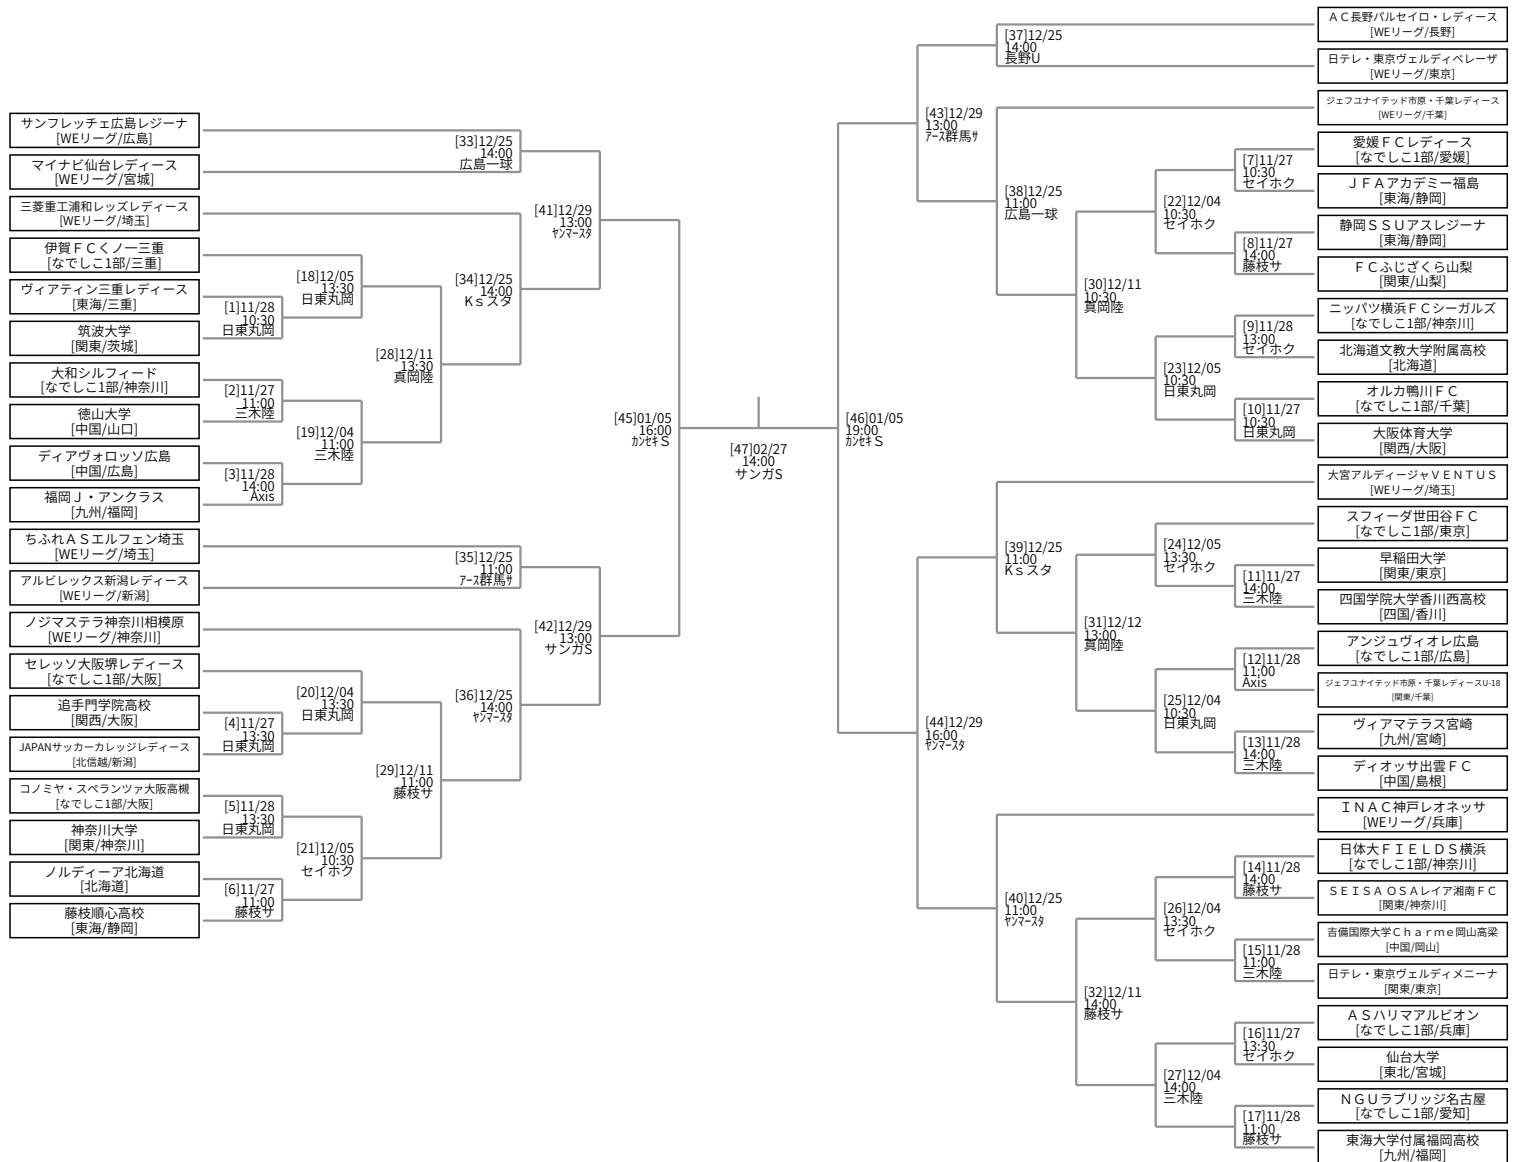 サンフレッチェ広島レジーナ
[WEリーグ/広島]
マイナビ仙台レディース
[WEリーグ/宮城]
三菱重工浦和レッズレディース
[WEリーグ/埼玉]
伊賀ＦＣくノ一三重
[なでしこ1部/三重]
ヴィアティン三重レディース
[東海/三重]
筑波大学
[関東/茨城]
大和シルフィード
[なでしこ1部/神奈川]
徳山大学
[中国/山口]
ディアヴォロッソ広島
[中国/広島]
福岡Ｊ・アンクラス
[九州/福岡]
ちふれＡＳエルフェン埼玉
[WEリーグ/埼玉]
アルビレックス新潟レディース
[WEリーグ/新潟]
ノジマステラ神奈川相模原
[WEリーグ/神奈川]
セレッソ大阪堺レディース
[なでしこ1部/大阪]
追手門学院高校
[関西/大阪]
JAPANサッカーカレッジレディース
[北信越/新潟]
コノミヤ・スペランツァ大阪高槻
[なでしこ1部/大阪]
神奈川大学
[関東/神奈川]
ノルディーア北海道
[北海道]
藤枝順心高校
[東海/静岡]
[1]11/28
10:30
日東丸岡
[2]11/27
11:00
三木陸
[3]11/28
14:00
Axis
[4]11/27
13:30
日東丸岡
[5]11/28
13:30
日東丸岡
[6]11/27
11:00
藤枝サ
[18]12/05
13:30
日東丸岡
[19]12/04
11:00
三木陸
[20]12/04
13:30
日東丸岡
[21]12/05
10:30
セイホク
[28]12/11
13:30
真岡陸
[29]12/11
11:00
藤枝サ
[33]12/25
14:00
広島一球
[34]12/25
14:00
Kｓスタ
[35]12/25
11:00
ｱｰｽ群馬ｻ
[36]12/25
14:00
ﾔﾝﾏｰｽﾀ
[41]12/29
13:00
ﾔﾝﾏｰｽﾀ
[42]12/29
13:00
サンガS
[45]01/05
16:00
ｶﾝｾｷＳ
[47]02/27
14:00
サンガS
[46]01/05
19:00
ｶﾝｾｷＳ
[43]12/29
13:00
ｱｰｽ群馬ｻ
[44]12/29
16:00
ﾔﾝﾏｰｽﾀ
[37]12/25
14:00
長野U
[38]12/25
11:00
広島一球
[39]12/25
11:00
Kｓスタ
[40]12/25
11:00
ﾔﾝﾏｰｽﾀ
[30]12/11
10:30
真岡陸
[31]12/12
13:00
真岡陸
[32]12/11
14:00
藤枝サ
[22]12/04
10:30
セイホク
[23]12/05
10:30
日東丸岡
[24]12/05
13:30
セイホク
[25]12/04
10:30
日東丸岡
[26]12/04
13:30
セイホク
[27]12/04
14:00
三木陸
[7]11/27
10:30
セイホク
[8]11/27
14:00
藤枝サ
[9]11/28
13:00
セイホク
[10]11/27
10:30
日東丸岡
[11]11/27
14:00
三木陸
[12]11/28
11:00
Axis
[13]11/28
14:00
三木陸
[14]11/28
14:00
藤枝サ
[15]11/28
11:00
三木陸
[16]11/27
13:30
セイホク
[17]11/28
11:00
藤枝サ
ＡＣ長野パルセイロ・レディース
[WEリーグ/長野]
日テレ・東京ヴェルディベレーザ
[WEリーグ/東京]
ジェフユナイテッド市原・千葉レディース
[WEリーグ/千葉]
愛媛ＦＣレディース
[なでしこ1部/愛媛]
ＪＦＡアカデミー福島
[東海/静岡]
静岡ＳＳＵアスレジーナ
[東海/静岡]
ＦＣふじざくら山梨
[関東/山梨]
ニッパツ横浜ＦＣシーガルズ
[なでしこ1部/神奈川]
北海道文教大学附属高校
[北海道]
オルカ鴨川ＦＣ
[なでしこ1部/千葉]
大阪体育大学
[関西/大阪]
大宮アルディージャＶＥＮＴＵＳ
[WEリーグ/埼玉]
スフィーダ世田谷ＦＣ
[なでしこ1部/東京]
早稲田大学
[関東/東京]
四国学院大学香川西高校
[四国/香川]
アンジュヴィオレ広島
[なでしこ1部/広島]
ジェフユナイテッド市原・千葉レディースU-18
[関東/千葉]
ヴィアマテラス宮崎
[九州/宮崎]
ディオッサ出雲ＦＣ
[中国/島根]
ＩＮＡＣ神戸レオネッサ
[WEリーグ/兵庫]
日体大ＦＩＥＬＤＳ横浜
[なでしこ1部/神奈川]
ＳＥＩＳＡ ＯＳＡレイア湘南ＦＣ
[関東/神奈川]
吉備国際大学Ｃｈａｒｍｅ岡山高梁
[中国/岡山]
日テレ・東京ヴェルディメニーナ
[関東/東京]
ＡＳハリマアルビオン
[なでしこ1部/兵庫]
仙台大学
[東北/宮城]
ＮＧＵラブリッジ名古屋
[なでしこ1部/愛知]
東海大学付属福岡高校
[九州/福岡]